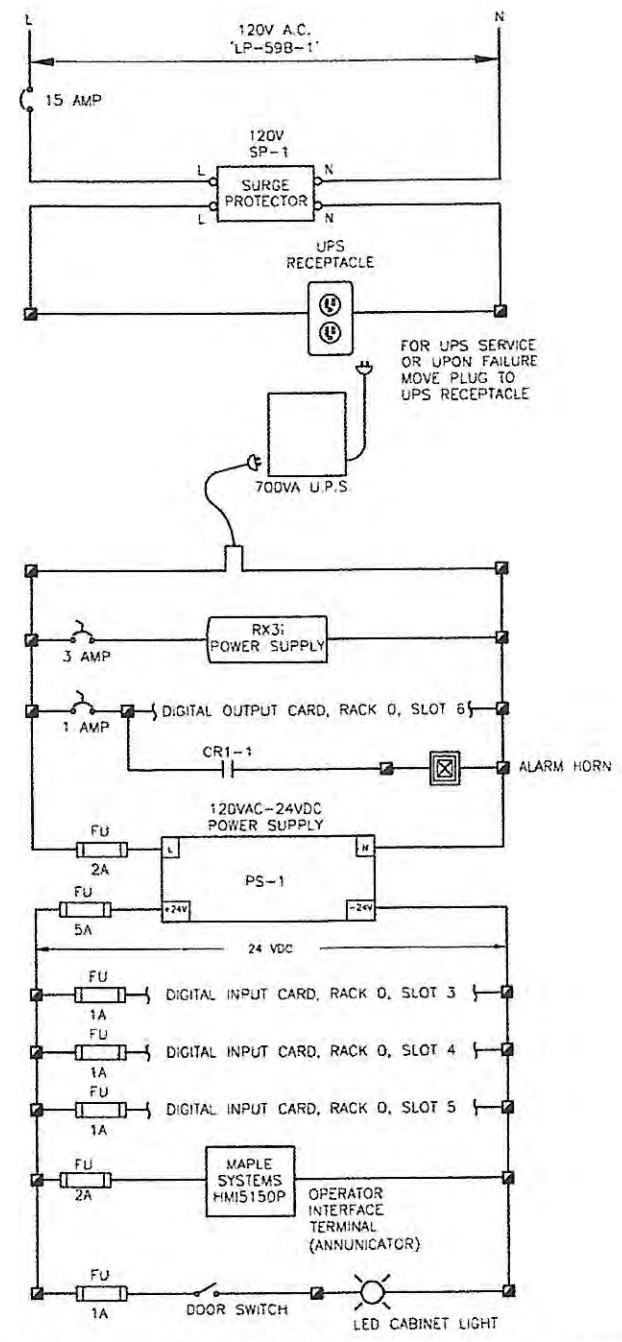 L
N
120V A.C.
'LP-59B-1'
15 AMP
120V
SP-1
L
N
SURGE
PROTECTOR
L
N
UPS
RECEPTACLE
FOR UPS SERVICE
OR UPON FAILURE
MOVE PLUG TO
UPS RECEPTACLE
700VA U.P.S.
RX3i
POWER SUPPLY
3 AMP
DIGITAL OUTPUT CARD, RACK 0, SLOT 6
1 AMP
CR1-1
ALARM HORN
120VAC-24VDC
POWER SUPPLY
FU
2A
L
N
PS-1
FU
5A
+24V
-24V
24 VDC
FU
DIGITAL INPUT CARD, RACK 0, SLOT 3
1A
FU
DIGITAL INPUT CARD, RACK 0, SLOT 4
1A
FU
DIGITAL INPUT CARD, RACK 0, SLOT 5
1A
FU
2A
MAPLE
SYSTEMS
HMI5150P
OPERATOR
INTERFACE
TERMINAL
(ANNUNICATOR)
FU
1A
DOOR SWITCH
LED CABINET LIGHT